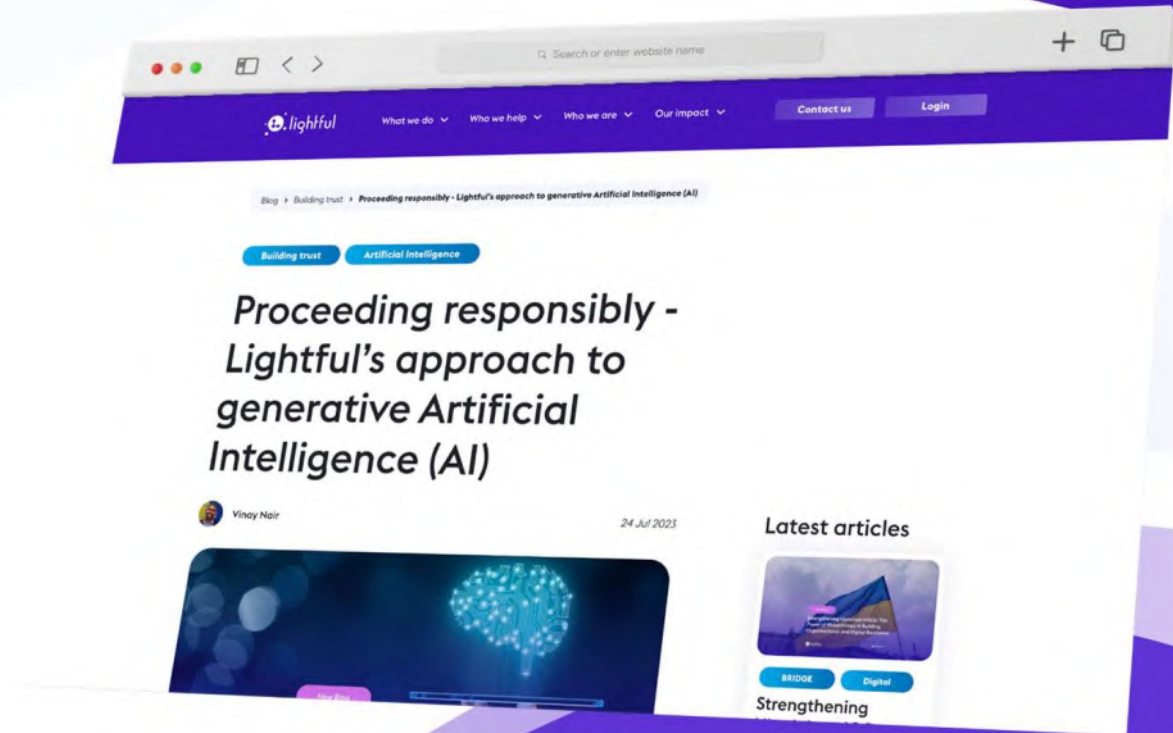 Search or enter website name
lightful
What we do
Who we help
Who we are
Our impact
Contact us
Login
Blog > Building trust > Proceeding responsibly - Lightful's approach to generative Artificial Intelligence (AI)
Building trust
Artificial Intelligence
Proceeding responsibly -
Lightful's approach to
generative Artificial
Intelligence (AI)
Vinay Nair
24 Jul 2023
Latest articles
New Blog
BRIDGE
Digital
Strengthening